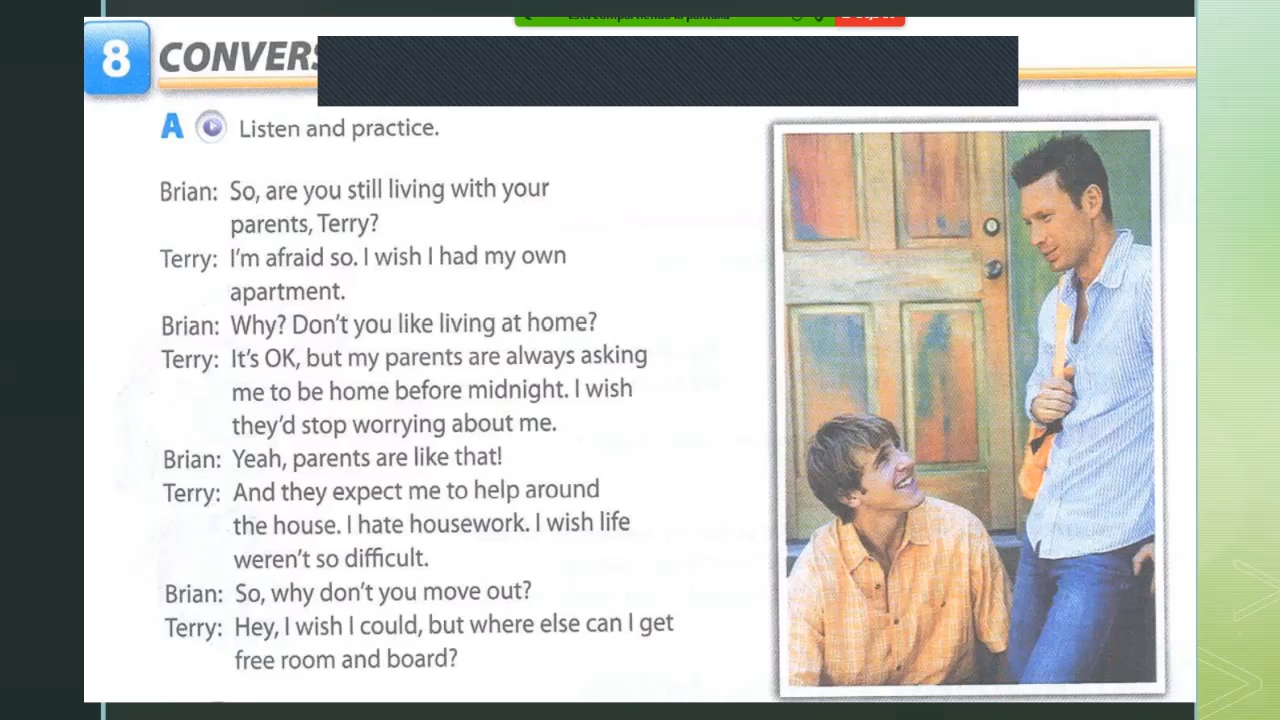 Está compartiendo la pantalla
8 CONVERS
A Listen and practice.
Brian: So, are you still living with your
parents, Terry?
Terry: I'm afraid so. I wish I had my own
apartment.
Brian: Why? Don't you like living at home?
Terry: It's OK, but my parents are always asking
me to be home before midnight. I wish
they'd stop worrying about me.
Brian: Yeah, parents are like that!
Terry: And they expect me to help around
the house. I hate housework. I wish life
weren't so difficult.
Brian: So, why don't you move out?
Terry: Hey, I wish I could, but where else can I get
free room and board?